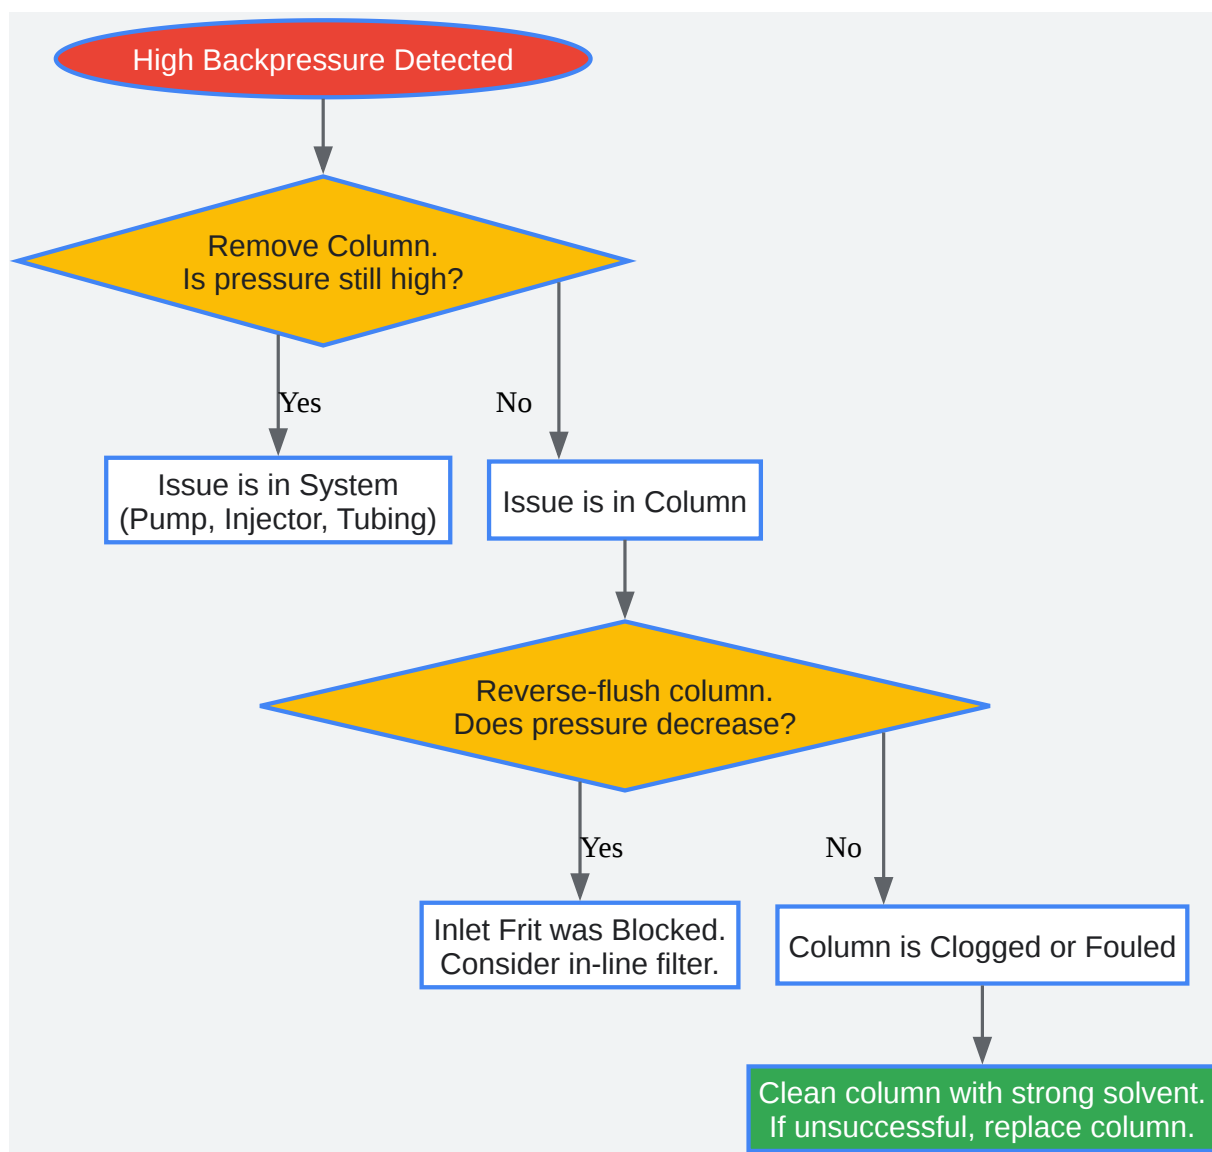 High Backpressure Detected
Remove Column.
Is pressure still high?
Yes
No
Issue is in System
(Pump, Injector, Tubing)
Issue is in Column
Reverse-flush column.
Does pressure decrease?
Yes
No
Inlet Frit was Blocked.
Consider in-line filter.
Column is Clogged or Fouled
Clean column with strong solvent.
If unsuccessful, replace column.